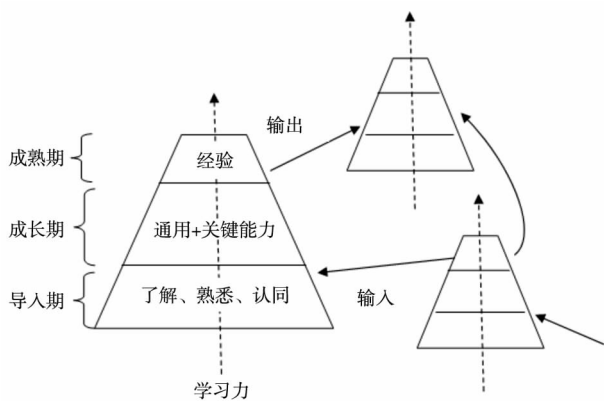 输出
成熟期
经验
成长期
通用+关键能力
导入期
了解、熟悉、认同
输入
学习力